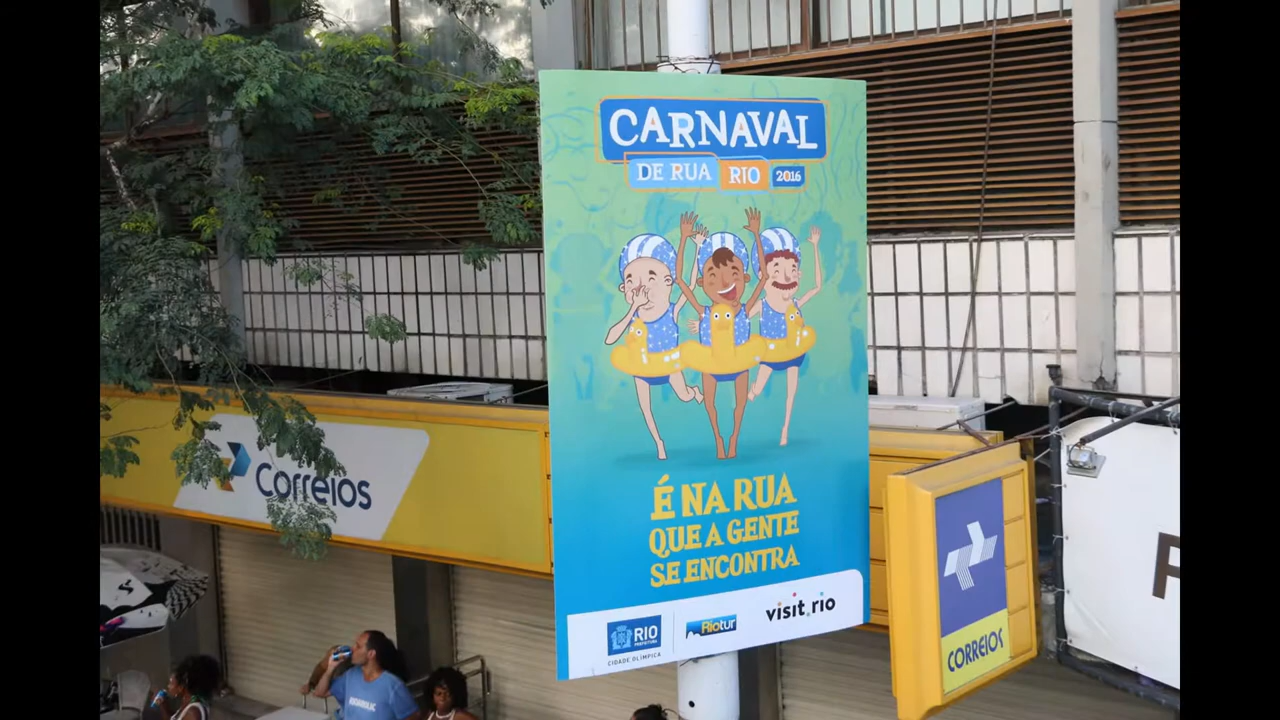 CARNAVAL
DE RUA RIO 2016
É NA RUA
QUE A GENTE
SE ENCONTRA
RIO
PREFEITURA
CIDADE OLÍMPICA
Riotur
visit.rio
Correios
CORREIOS